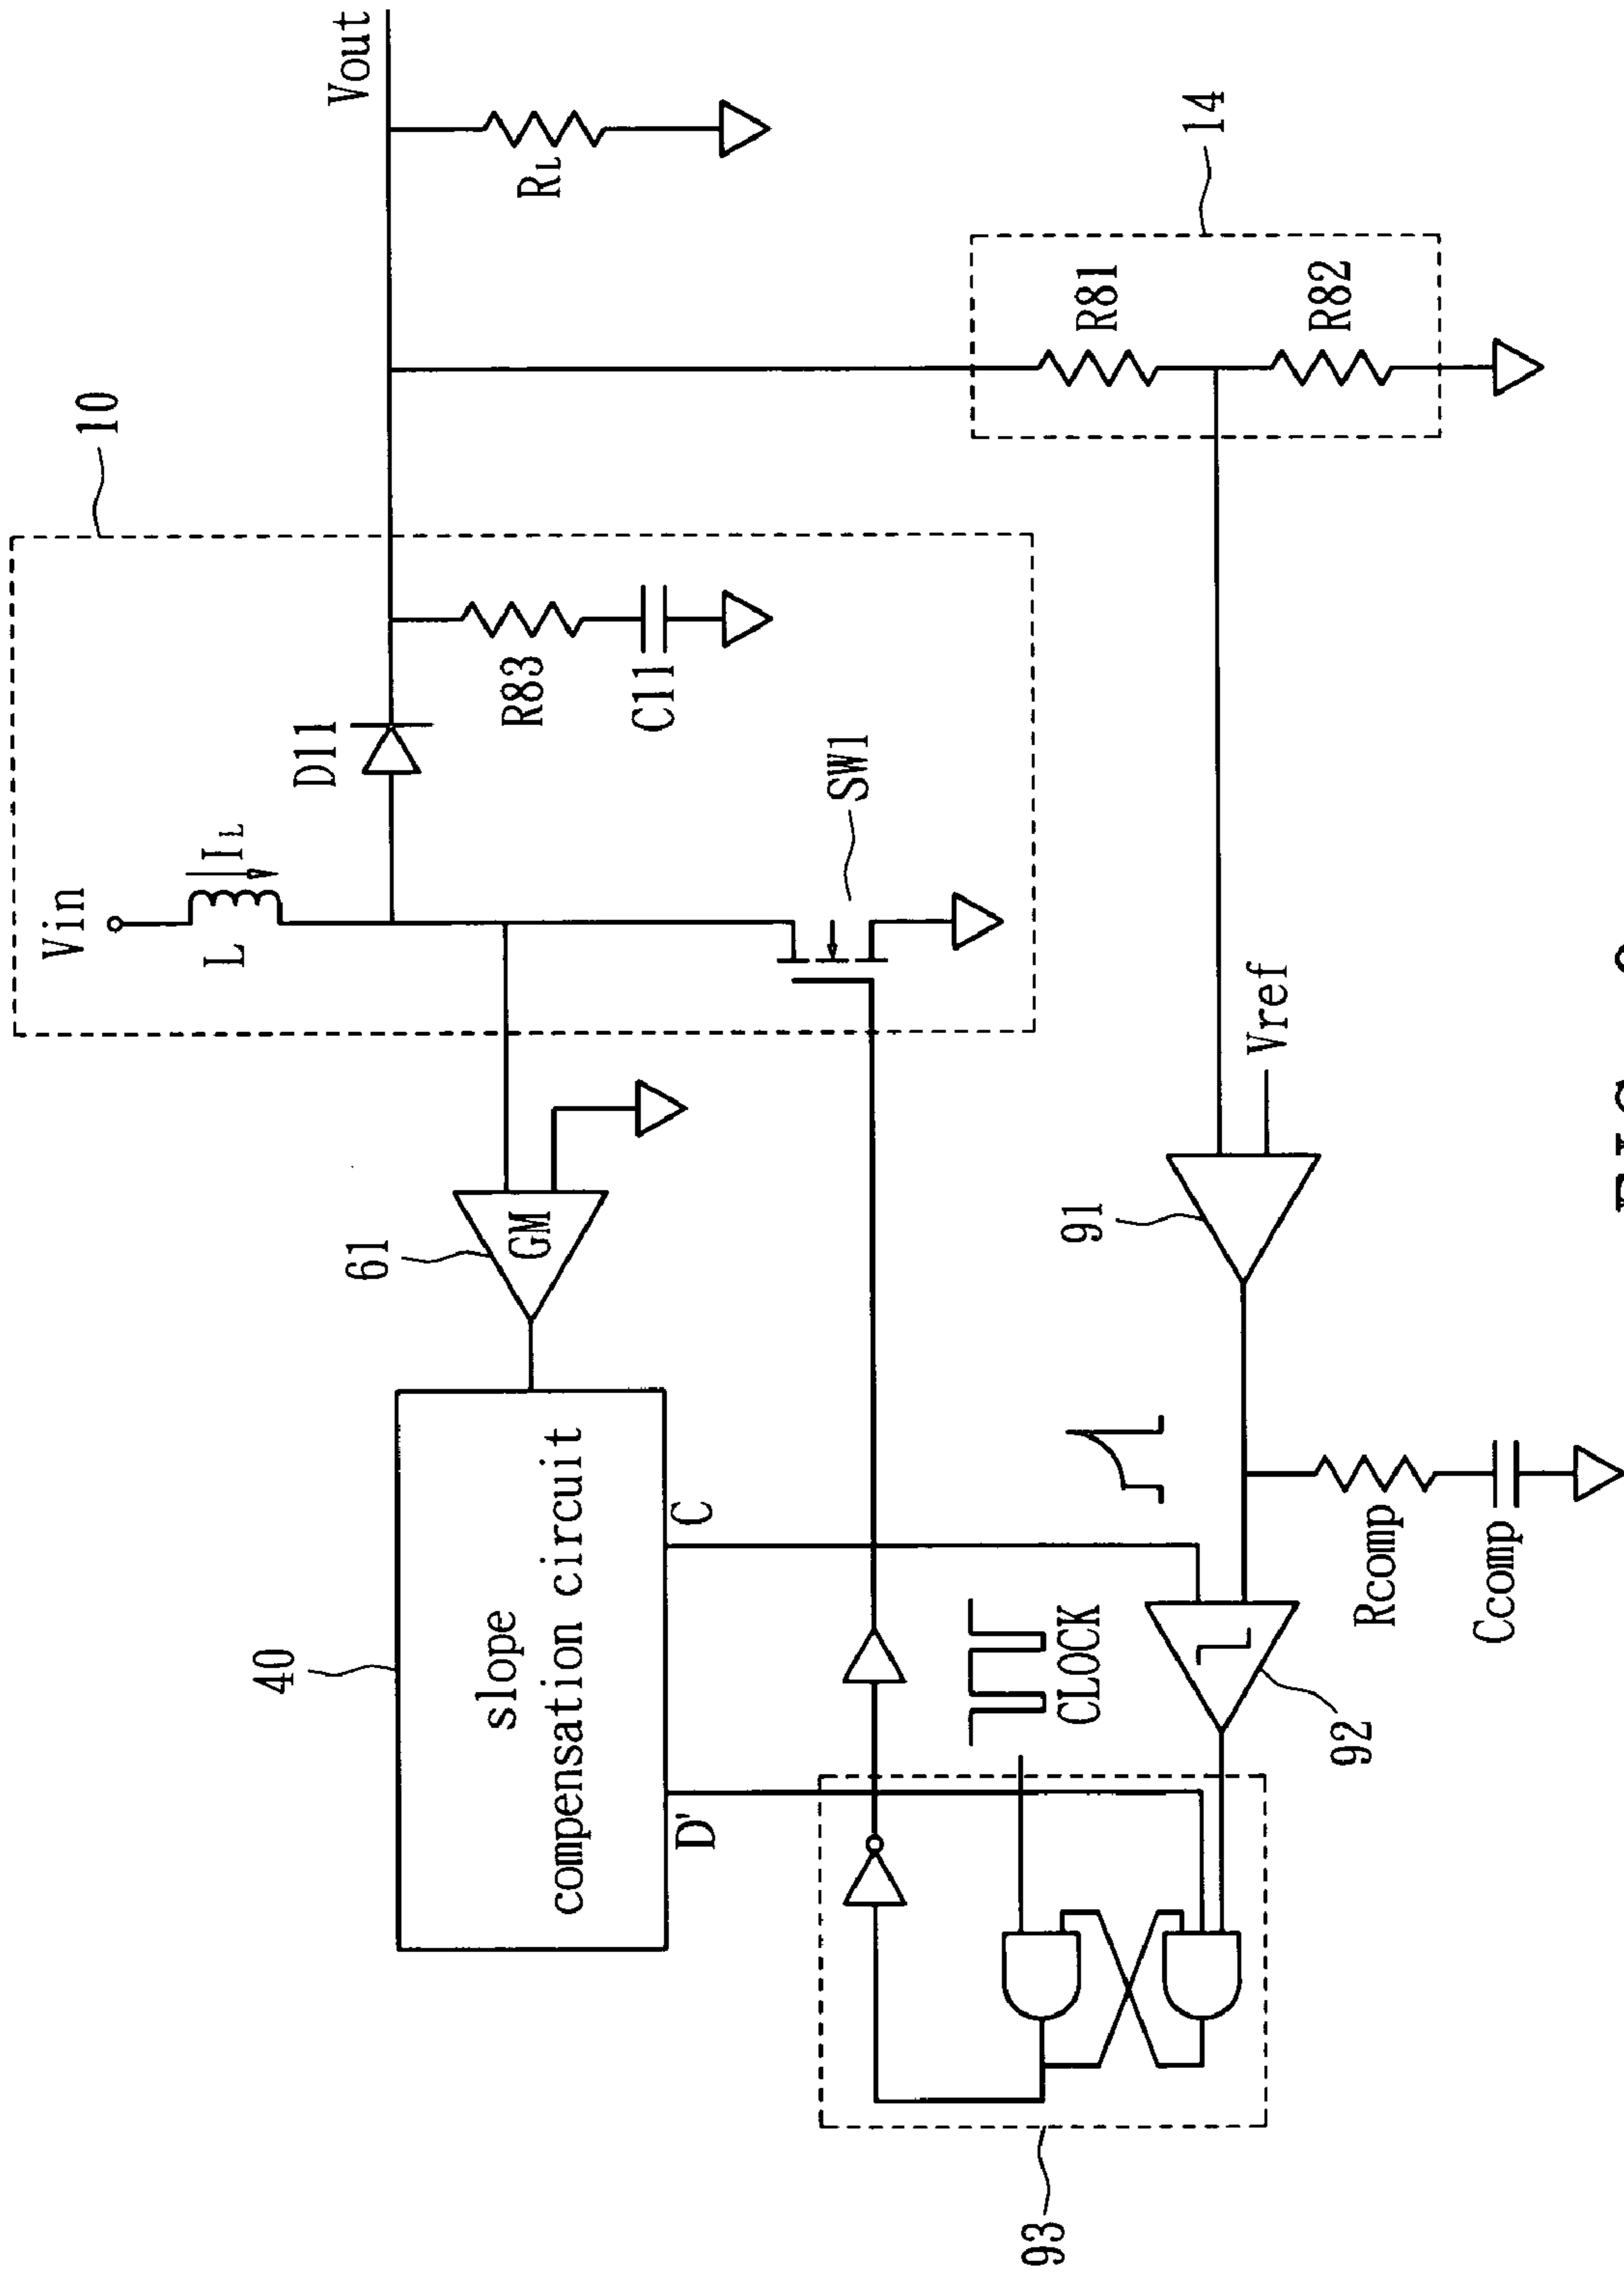 10
Vin
L
IL
D11
Vout
R83
C11
RL
SW1
14
R81
R82
61
GM
40
slope
compensation circuit
D'
C
CLOCK
91
Vref
92
Rcomp
Ccomp
93